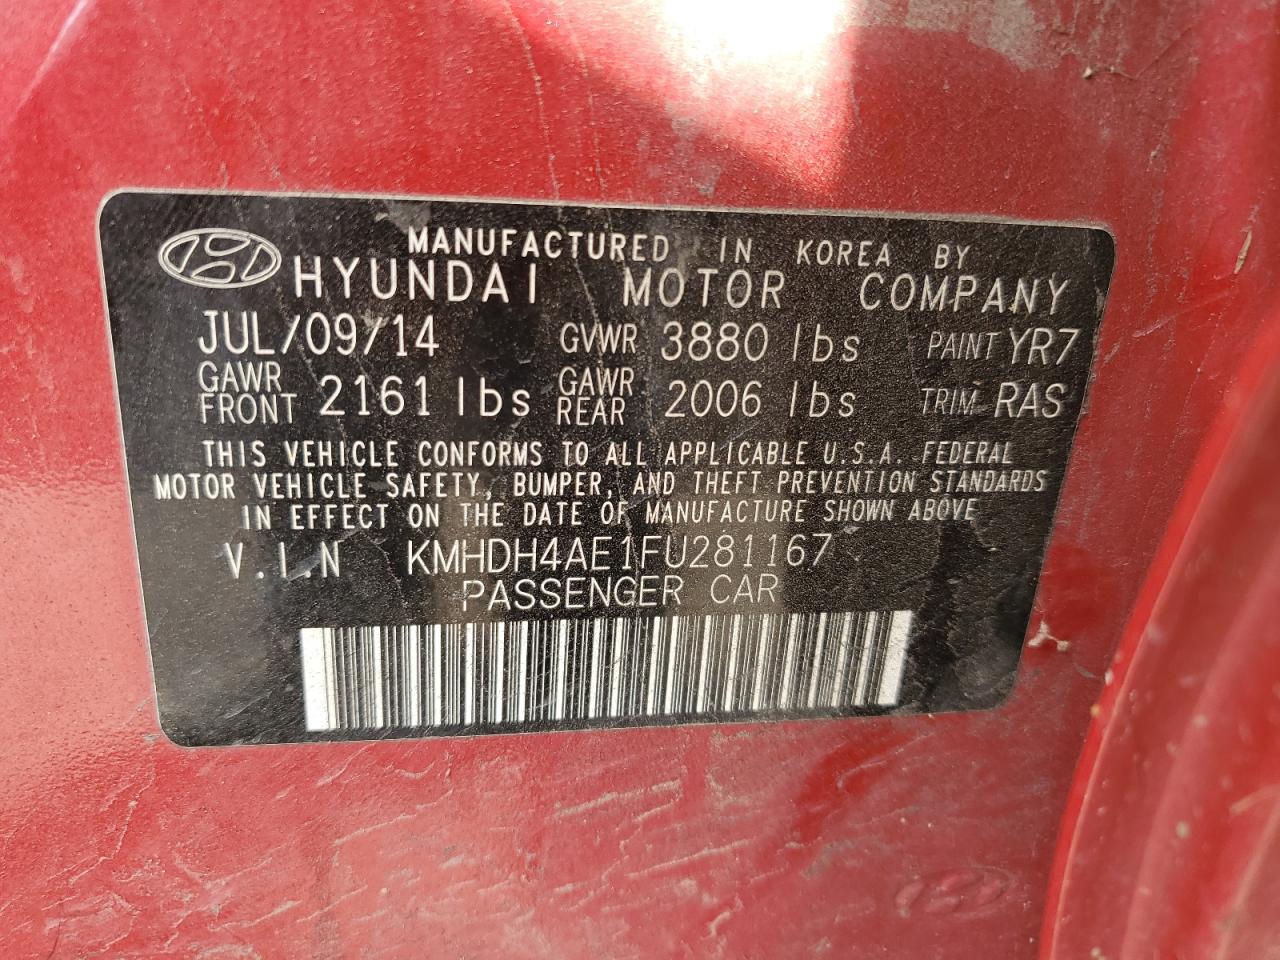 MANUFACTURED IN KOREA BY
HYUNDAI MOTOR COMPANY
JUL/09/14 GVWR 3880 lbs PAINT YR7
GAWR FRONT 2161 lbs GAWR REAR 2006 lbs TRIM RAS
THIS VEHICLE CONFORMS TO ALL APPLICABLE U.S.A. FEDERAL
MOTOR VEHICLE SAFETY, BUMPER, AND THEFT PREVENTION STANDARDS
IN EFFECT ON THE DATE OF MANUFACTURE SHOWN ABOVE
V.I.N KMHDH4AE1FU281167
PASSENGER CAR